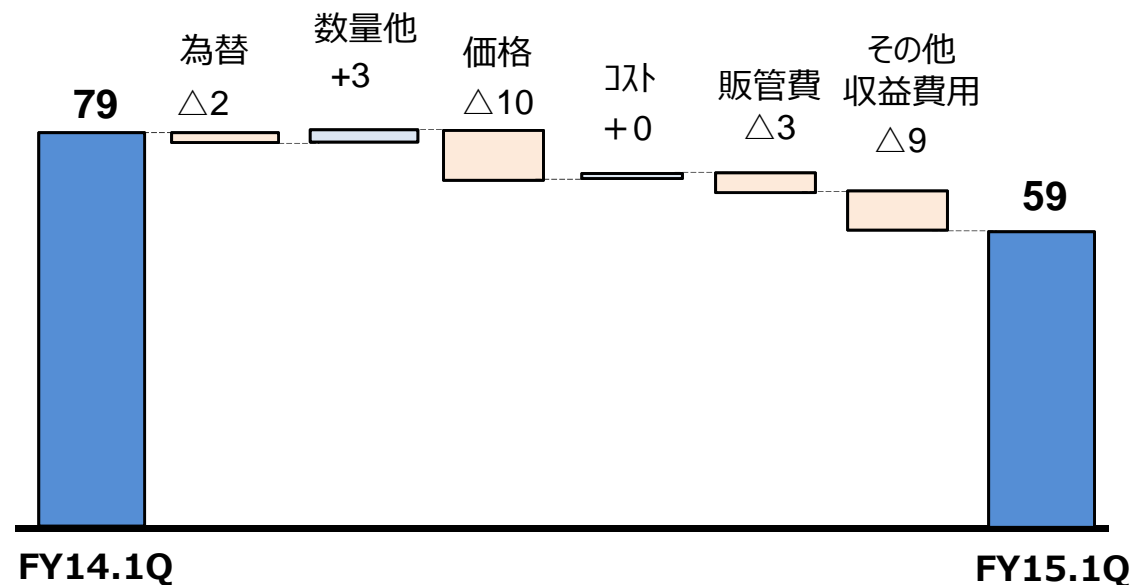 79
為替
△2
数量他
+3
価格
△10
ｺｽﾄ
＋0
販管費
△3
その他
収益費用
△9
59
FY14.1Q
FY15.1Q